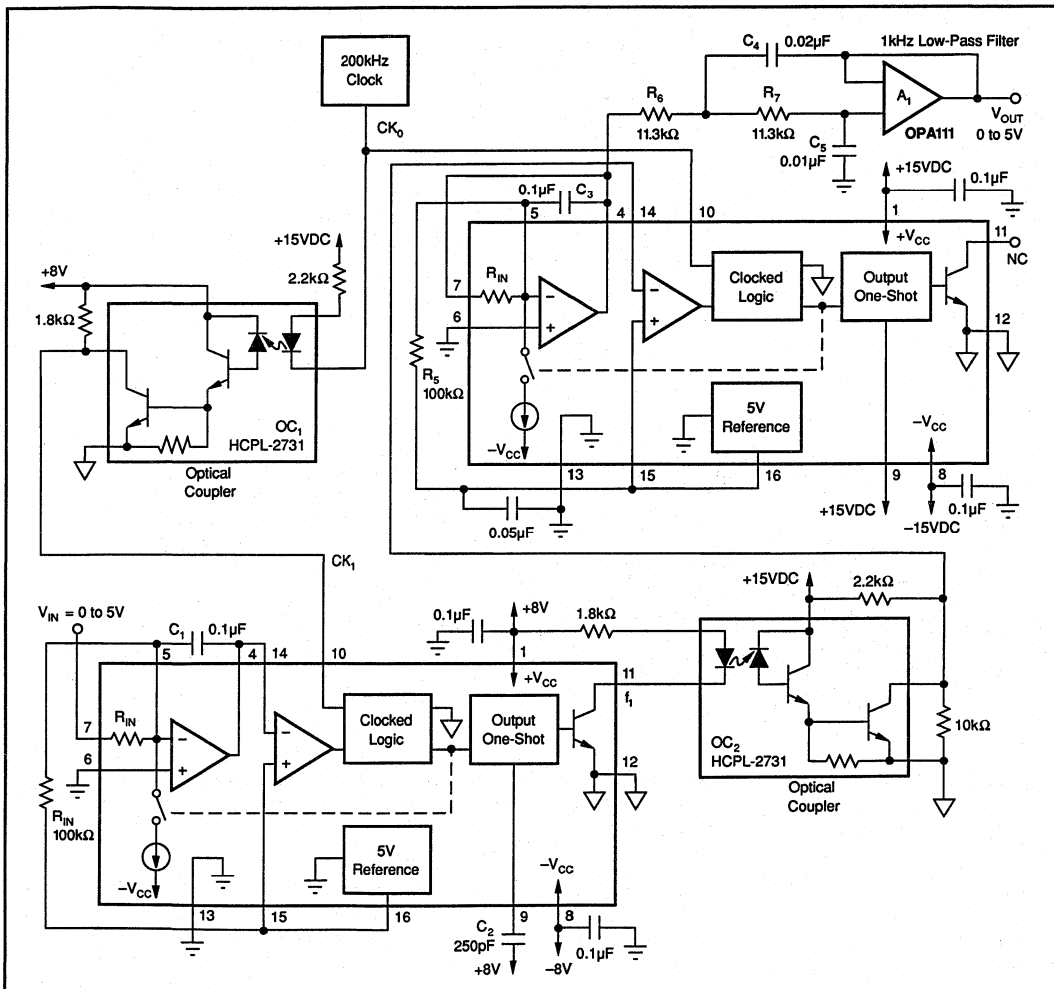 200kHz
Clock
CK0
C4
0.02µF
1kHz Low-Pass Filter
R6
11.3kΩ
R7
11.3kΩ
A1
OPA111
VOUT
0 to 5V
C5
0.01µF
+15VDC
0.1µF
0.1µF
C3
5
4
14
10
1
+VCC
11
NC
+15VDC
2.2kΩ
+8V
1.8kΩ
7
RIN
6
−
+
−
+
Clocked
Logic
Output
One-Shot
12
R5
100kΩ
5V
Reference
−VCC
−VCC
OC1
HCPL-2731
Optical
Coupler
13
15
16
9
8
0.1µF
0.05µF
+15VDC
−15VDC
CK1
+15VDC
2.2kΩ
VIN = 0 to 5V
C1
0.1µF
0.1µF
+8V
1.8kΩ
5
4
14
10
1
+VCC
11
f1
7
RIN
6
−
+
−
+
Clocked
Logic
Output
One-Shot
12
10kΩ
OC2
HCPL-2731
Optical
Coupler
RIN
100kΩ
5V
Reference
−VCC
−VCC
13
15
16
9
8
C2
250pF
0.1µF
+8V
−8V